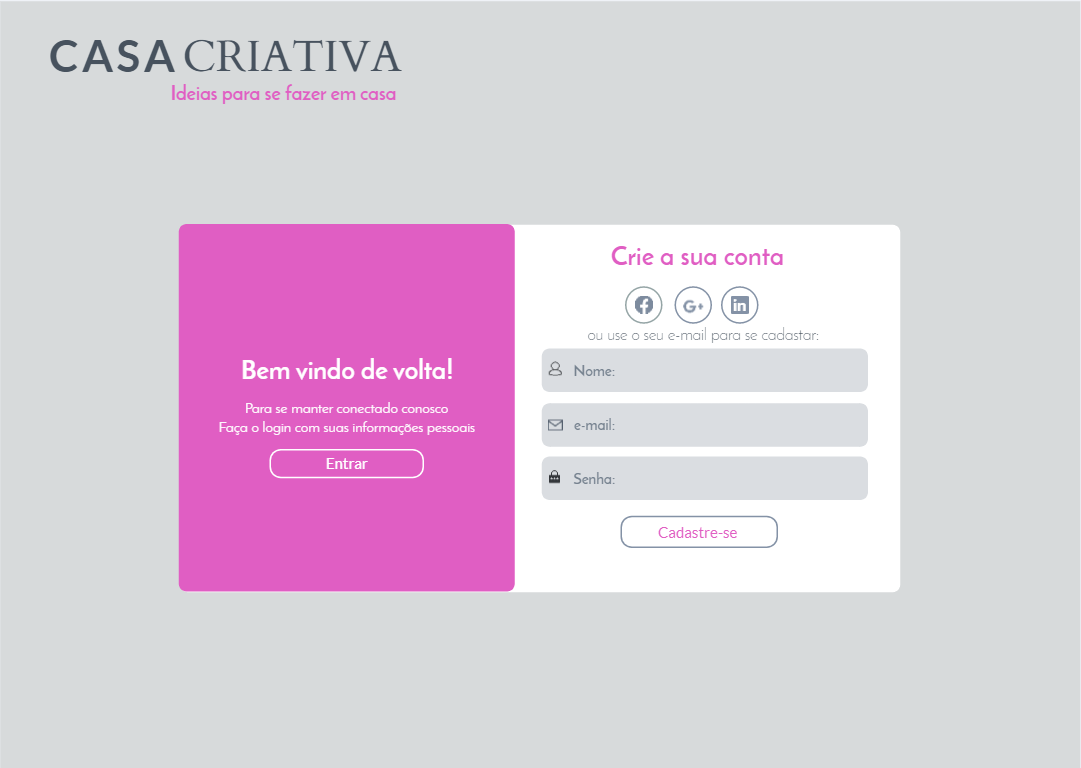 CASA CRIATIVA
Ideias para se fazer em casa
Bem vindo de volta!
Para se manter conectado conosco
Faça o login com suas informações pessoais
Entrar
Crie a sua conta
G+
in
ou use o seu e-mail para se cadastar:
Nome:
e-mail:
Senha:
Cadastre-se